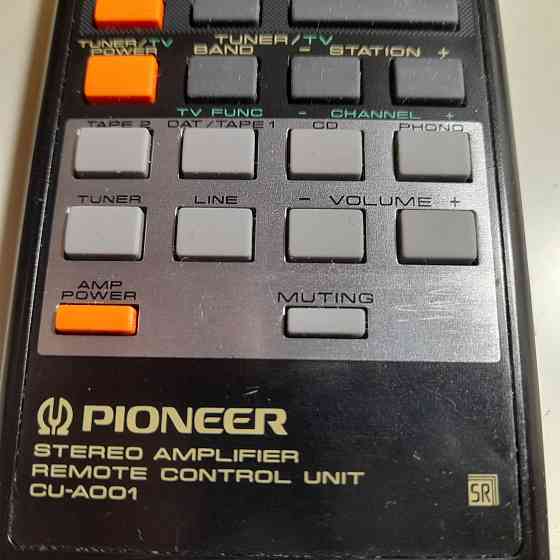 TUNER/TV
POWER
TUNER/TV
BAND - STATION +
TV FUNC - CHANNEL +
TAPE 2 DAT/TAPE 1 CD PHONO
TUNER LINE - VOLUME +
AMP
POWER
MUTING
PIONEER
STEREO AMPLIFIER
REMOTE CONTROL UNIT
CU-A001
SR